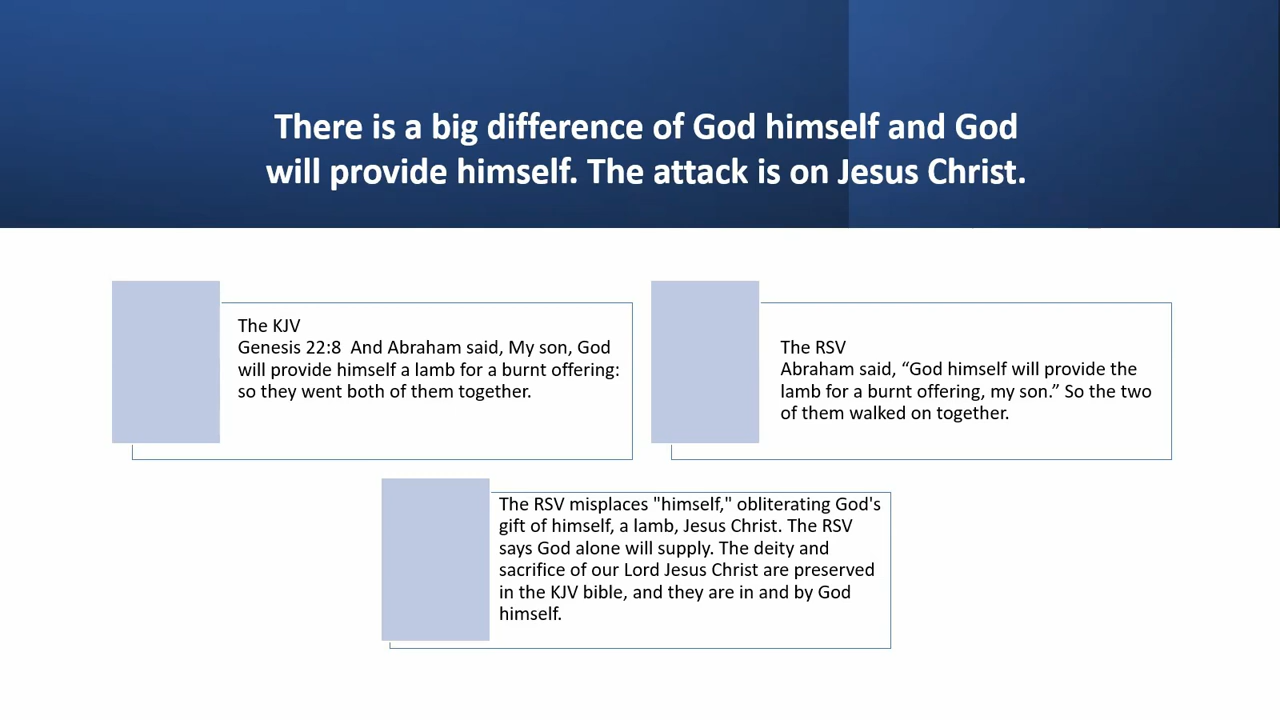 There is a big difference of God himself and God
will provide himself. The attack is on Jesus Christ.
The KJV
Genesis 22:8  And Abraham said, My son, God
will provide himself a lamb for a burnt offering:
so they went both of them together.
The RSV
Abraham said, “God himself will provide the
lamb for a burnt offering, my son.” So the two
of them walked on together.
The RSV misplaces "himself," obliterating God's
gift of himself, a lamb, Jesus Christ. The RSV
says God alone will supply. The deity and
sacrifice of our Lord Jesus Christ are preserved
in the KJV bible, and they are in and by God
himself.